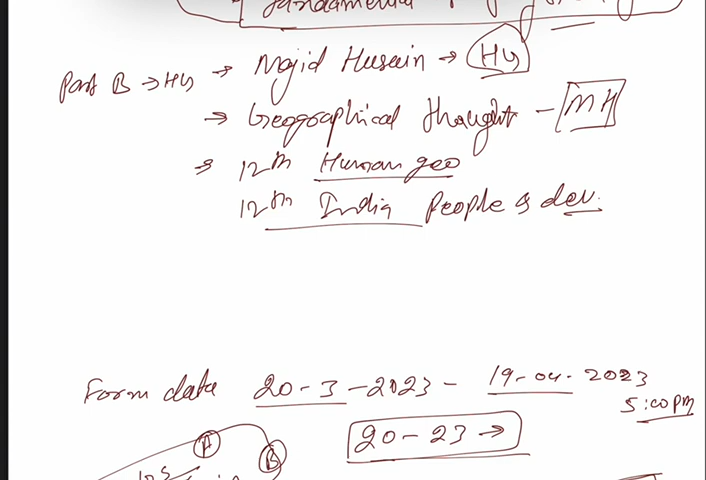 fundamental
Part B → HG → Majid Husain → HG
→ Geographical thought - MH
→ 12th Human geo
12th India People & dev.
Form date 20-3-2023 - 19-04-2023
5:00pm
20-23 →
A
B